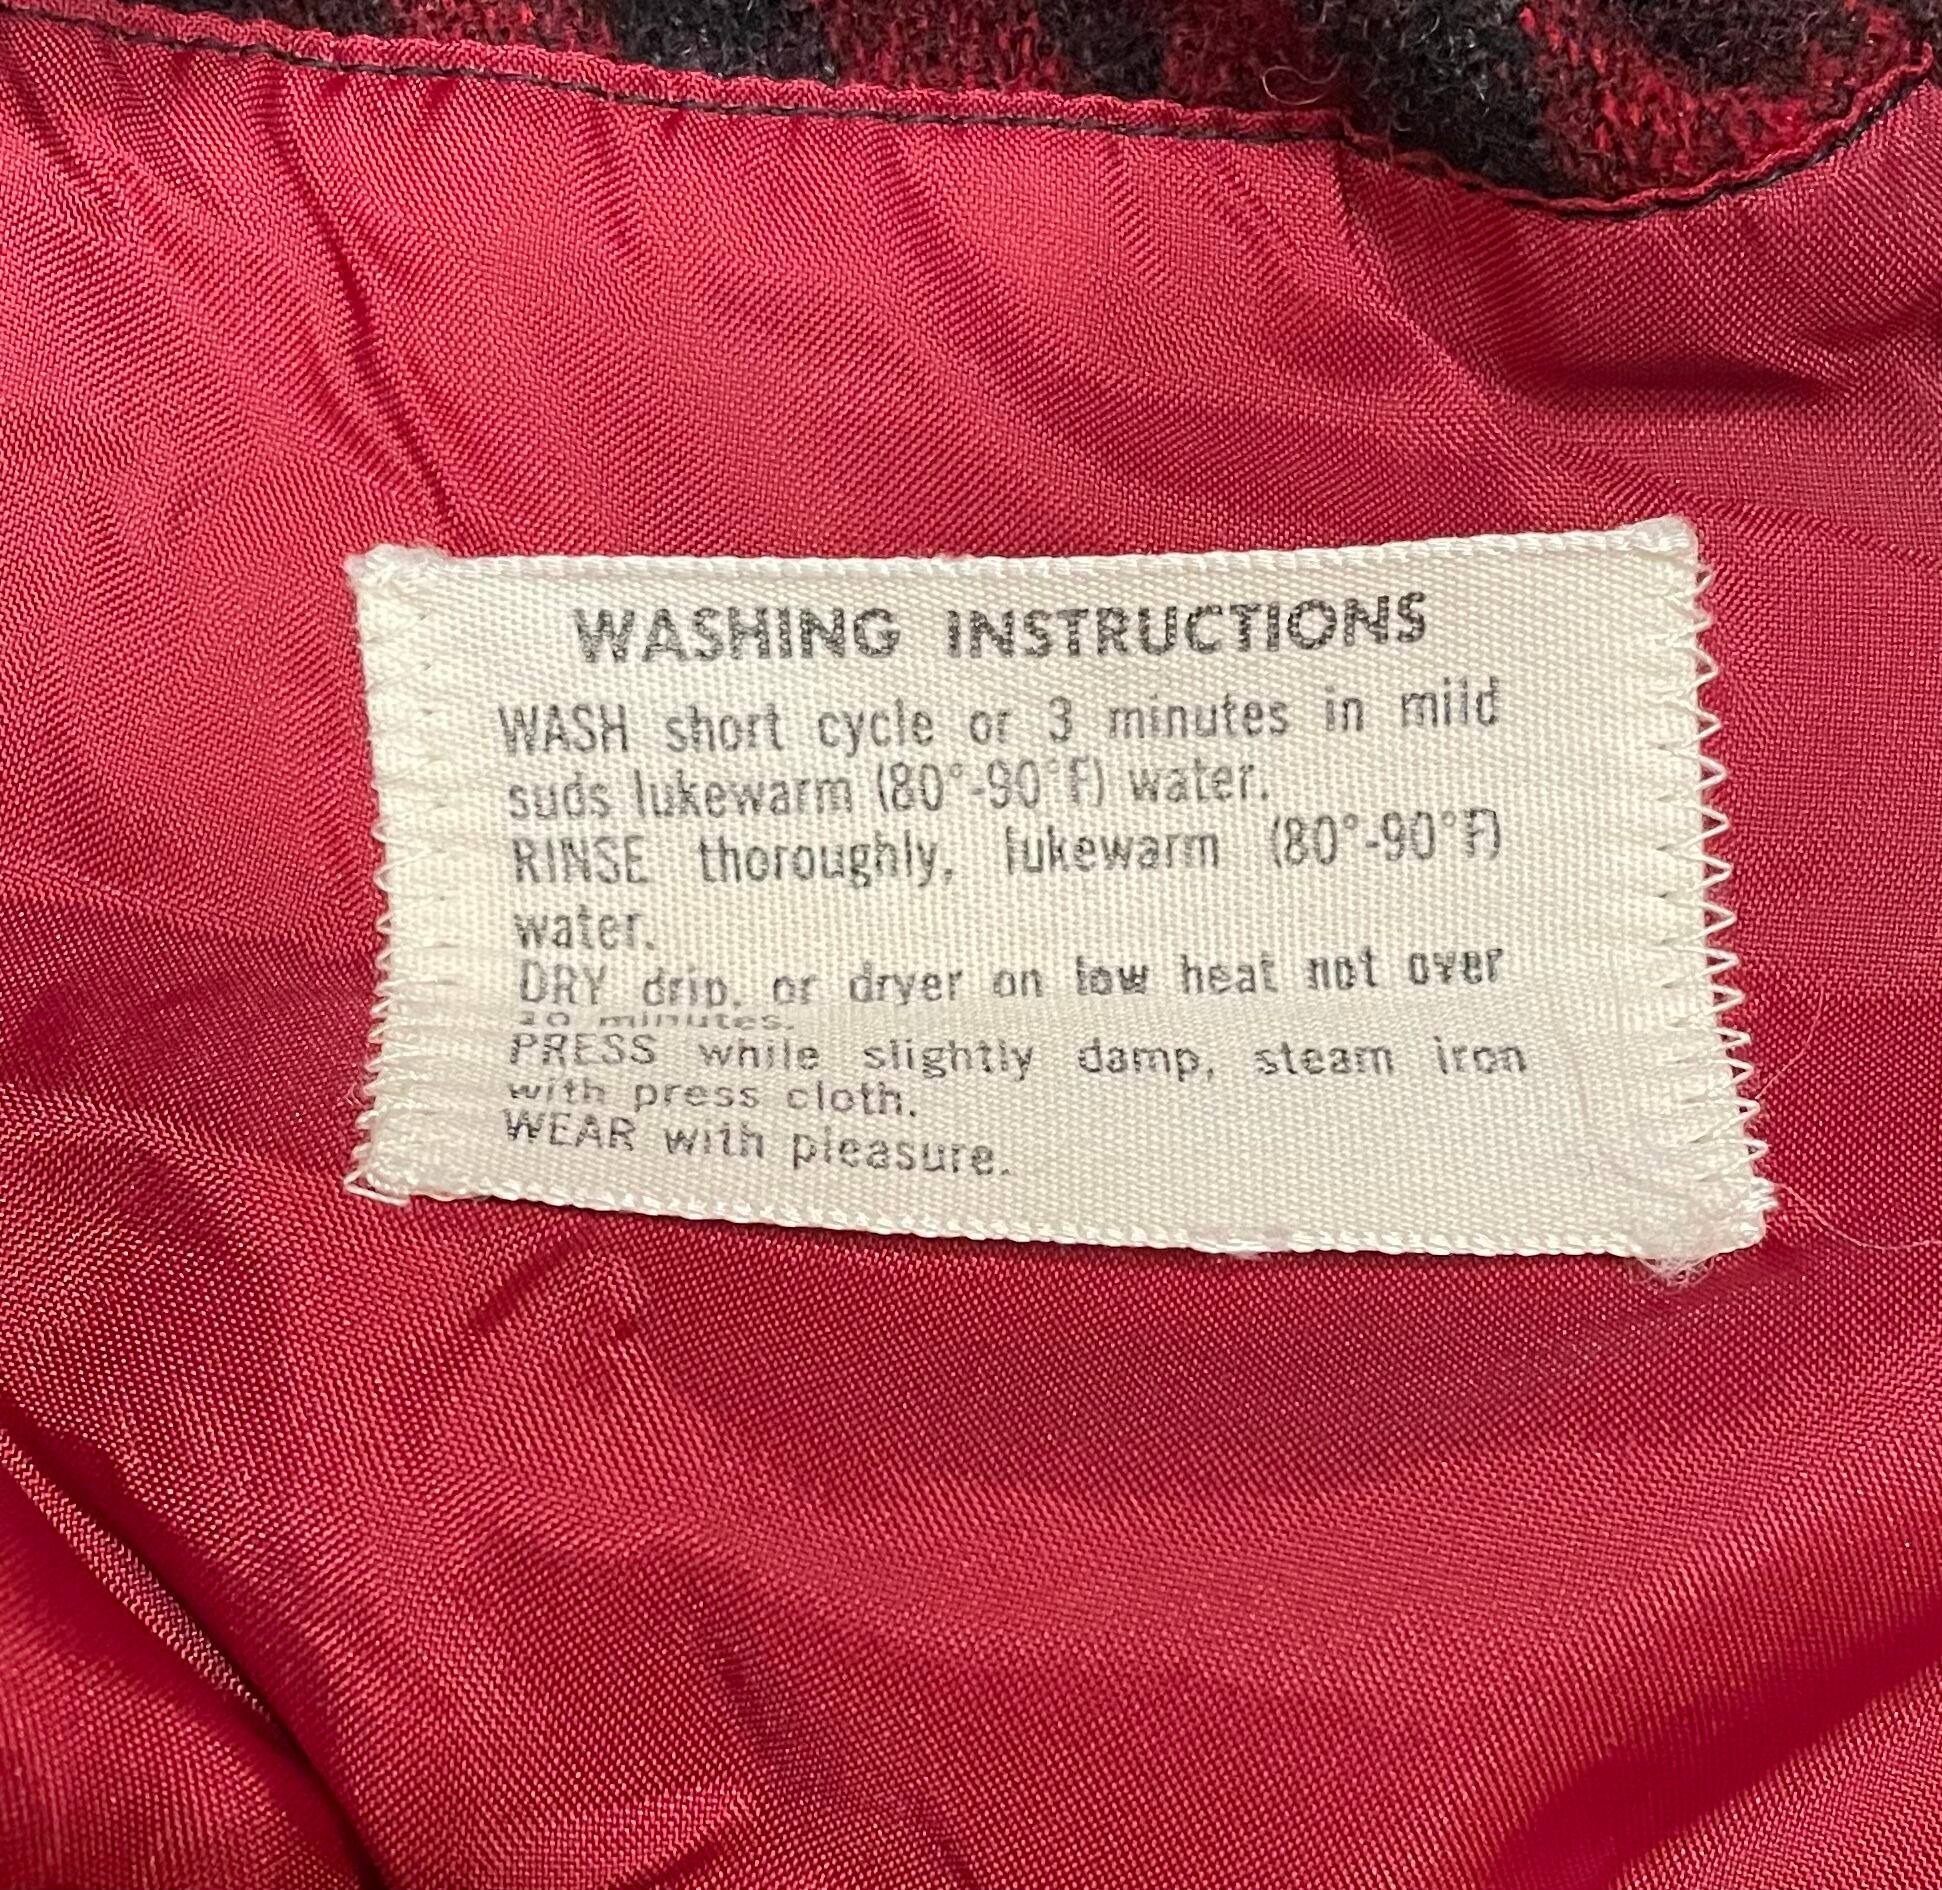 WASHING INSTRUCTIONS
WASH short cycle or 3 minutes in mild
suds lukewarm (80°-90°F) water.
RINSE thoroughly, lukewarm (80°-90°F)
water.
DRY drip, or dryer on low heat not over
minutes.
PRESS while slightly damp, steam iron
with press cloth.
WEAR with pleasure.